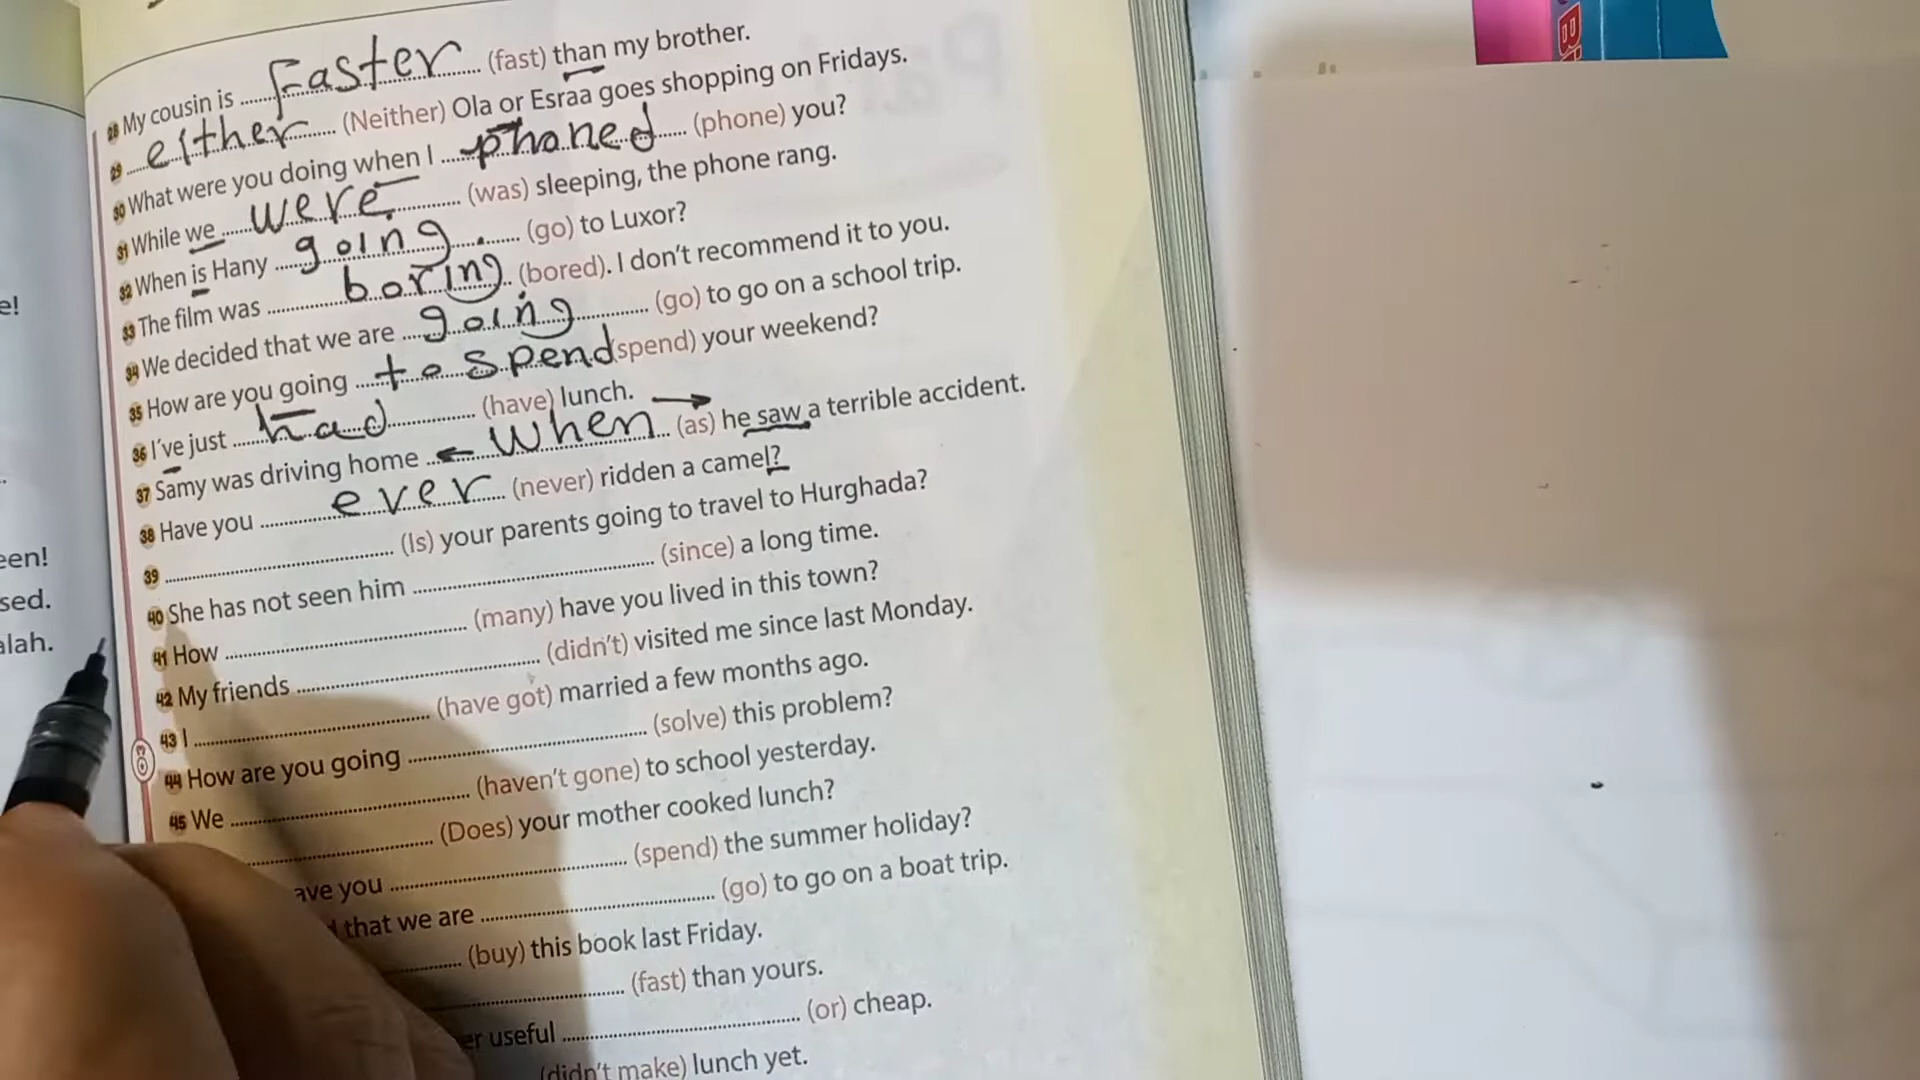 28 My cousin is Faster (fast) than my brother.
29 either (Neither) Ola or Esraa goes shopping on Fridays.
30 What were you doing when I phoned (phone) you?
31 While we were (was) sleeping, the phone rang.
32 When is Hany going (go) to Luxor?
33 The film was boring (bored). I don't recommend it to you.
34 We decided that we are going (go) to go on a school trip.
35 How are you going to spend (spend) your weekend?
36 I've just had (have) lunch.
37 Samy was driving home when (as) he saw a terrible accident.
38 Have you ever (never) ridden a camel?
39 (Is) your parents going to travel to Hurghada?
40 She has not seen him (since) a long time.
41 How (many) have you lived in this town?
42 My friends (didn't) visited me since last Monday.
43 I (have got) married a few months ago.
44 How are you going (solve) this problem?
45 We (haven't gone) to school yesterday.
(Does) your mother cooked lunch?
ave you (spend) the summer holiday?
that we are (go) to go on a boat trip.
(buy) this book last Friday.
(fast) than yours.
er useful (or) cheap.
(didn't make) lunch yet.
e!
een!
sed.
alah.